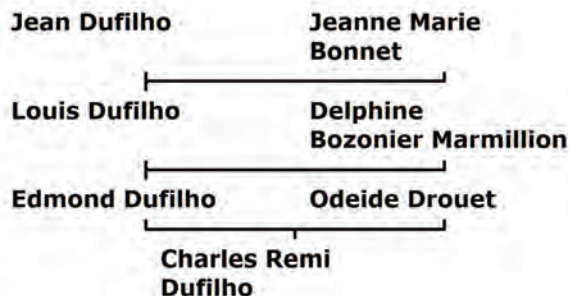 Jean Dufilho
Jeanne Marie
Bonnet
Louis Dufilho
Delphine
Bozonier Marmillion
Edmond Dufilho
Odeide Drouet
Charles Remi
Dufilho